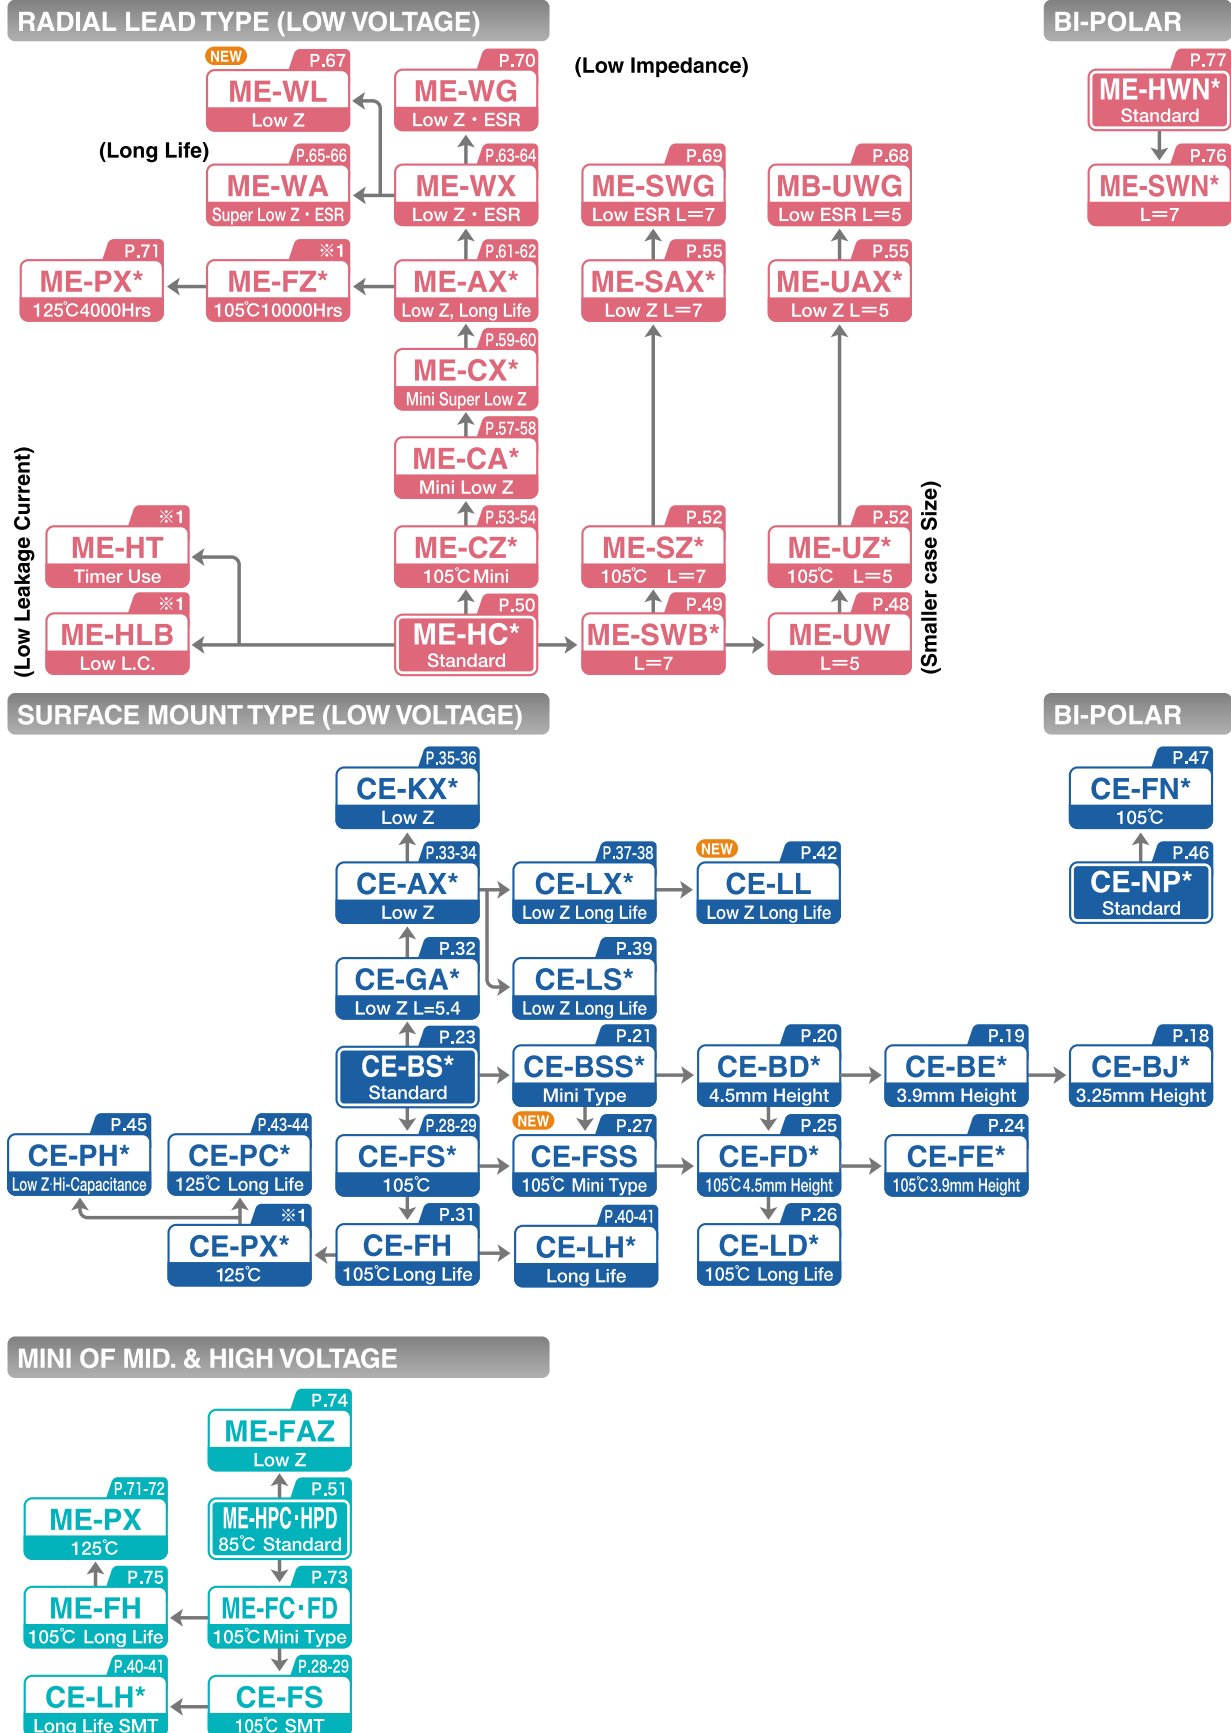 RADIAL LEAD TYPE (LOW VOLTAGE)
BI-POLAR
NEW
P.67
ME-WL
Low Z
P.70
ME-WG
Low Z・ESR
(Low Impedance)
P.77
ME-HWN*
Standard
(Long Life)
P.65-66
ME-WA
Super Low Z・ESR
P.63-64
ME-WX
Low Z・ESR
P.69
ME-SWG
Low ESR L=7
P.68
MB-UWG
Low ESR L=5
P.76
ME-SWN*
L=7
P.71
ME-PX*
125℃4000Hrs
※1
ME-FZ*
105℃10000Hrs
P.61-62
ME-AX*
Low Z, Long Life
P.55
ME-SAX*
Low Z L=7
P.55
ME-UAX*
Low Z L=5
P.59-60
ME-CX*
Mini Super Low Z
P.57-58
ME-CA*
Mini Low Z
(Low Leakage Current)
※1
ME-HT
Timer Use
P.53-54
ME-CZ*
105℃ Mini
P.52
ME-SZ*
105℃ L=7
P.52
ME-UZ*
105℃ L=5
(Smaller case Size)
※1
ME-HLB
Low L.C.
P.50
ME-HC*
Standard
P.49
ME-SWB*
L=7
P.48
ME-UW
L=5
SURFACE MOUNT TYPE (LOW VOLTAGE)
BI-POLAR
P.35-36
CE-KX*
Low Z
P.47
CE-FN*
105℃
P.33-34
CE-AX*
Low Z
P.37-38
CE-LX*
Low Z Long Life
NEW
P.42
CE-LL
Low Z Long Life
P.46
CE-NP*
Standard
P.32
CE-GA*
Low Z L=5.4
P.39
CE-LS*
Low Z Long Life
P.23
CE-BS*
Standard
P.21
CE-BSS*
Mini Type
P.20
CE-BD*
4.5mm Height
P.19
CE-BE*
3.9mm Height
P.18
CE-BJ*
3.25mm Height
P.45
CE-PH*
Low Z·Hi-Capacitance
P.43-44
CE-PC*
125℃ Long Life
P.28-29
CE-FS*
105℃
NEW
P.27
CE-FSS
105℃ Mini Type
P.25
CE-FD*
105℃ 4.5mm Height
P.24
CE-FE*
105℃ 3.9mm Height
※1
CE-PX*
125℃
P.31
CE-FH
105℃ Long Life
P.40-41
CE-LH*
Long Life
P.26
CE-LD*
105℃ Long Life
MINI OF MID. & HIGH VOLTAGE
P.74
ME-FAZ
Low Z
P.71-72
ME-PX
125℃
P.51
ME-HPC·HPD
85℃ Standard
P.75
ME-FH
105℃ Long Life
P.73
ME-FC·FD
105℃ Mini Type
P.40-41
CE-LH*
Long Life SMT
P.28-29
CE-FS
105℃ SMT